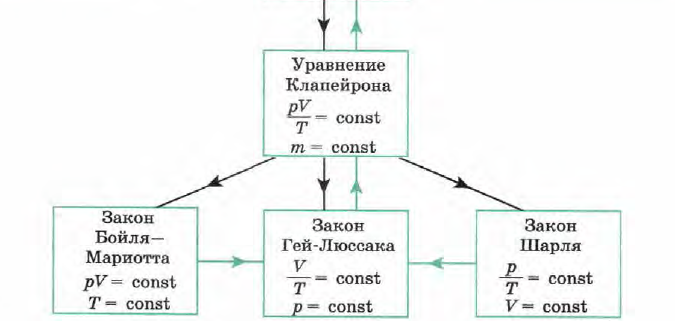 Уравнение
Клапейрона
pV/T = const
m = const
Закон
Бойля—
Мариотта
pV = const
T = const
Закон
Гей-Люссака
V/T = const
p = const
Закон
Шарля
p/T = const
V = const